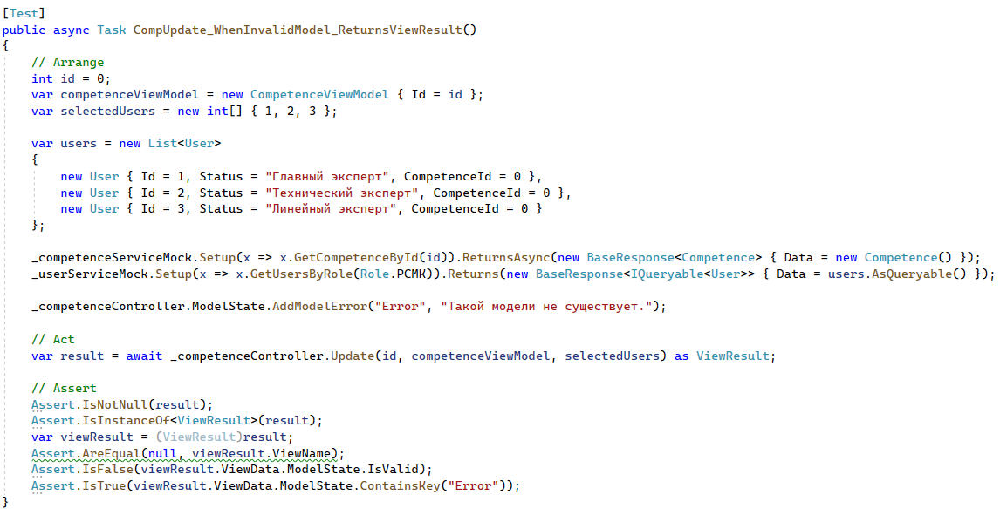 [Test]
public async Task CompUpdate_WhenInvalidModel_ReturnsViewResult()
{
    // Arrange
    int id = 0;
    var competenceViewModel = new CompetenceViewModel { Id = id };
    var selectedUsers = new int[] { 1, 2, 3 };

    var users = new List<User>
    {
        new User { Id = 1, Status = "Главный эксперт", CompetenceId = 0 },
        new User { Id = 2, Status = "Технический эксперт", CompetenceId = 0 },
        new User { Id = 3, Status = "Линейный эксперт", CompetenceId = 0 }
    };

    _competenceServiceMock.Setup(x => x.GetCompetenceById(id)).ReturnsAsync(new BaseResponse<Competence> { Data = new Competence() });
    _userServiceMock.Setup(x => x.GetUsersByRole(Role.РСМК)).Returns(new BaseResponse<IQueryable<User>> { Data = users.AsQueryable() });

    _competenceController.ModelState.AddModelError("Error", "Такой модели не существует.");

    // Act
    var result = await _competenceController.Update(id, competenceViewModel, selectedUsers) as ViewResult;

    // Assert
    Assert.IsNotNull(result);
    Assert.IsInstanceOf<ViewResult>(result);
    var viewResult = (ViewResult)result;
    Assert.AreEqual(null, viewResult.ViewName);
    Assert.IsFalse(viewResult.ViewData.ModelState.IsValid);
    Assert.IsTrue(viewResult.ViewData.ModelState.ContainsKey("Error"));
}